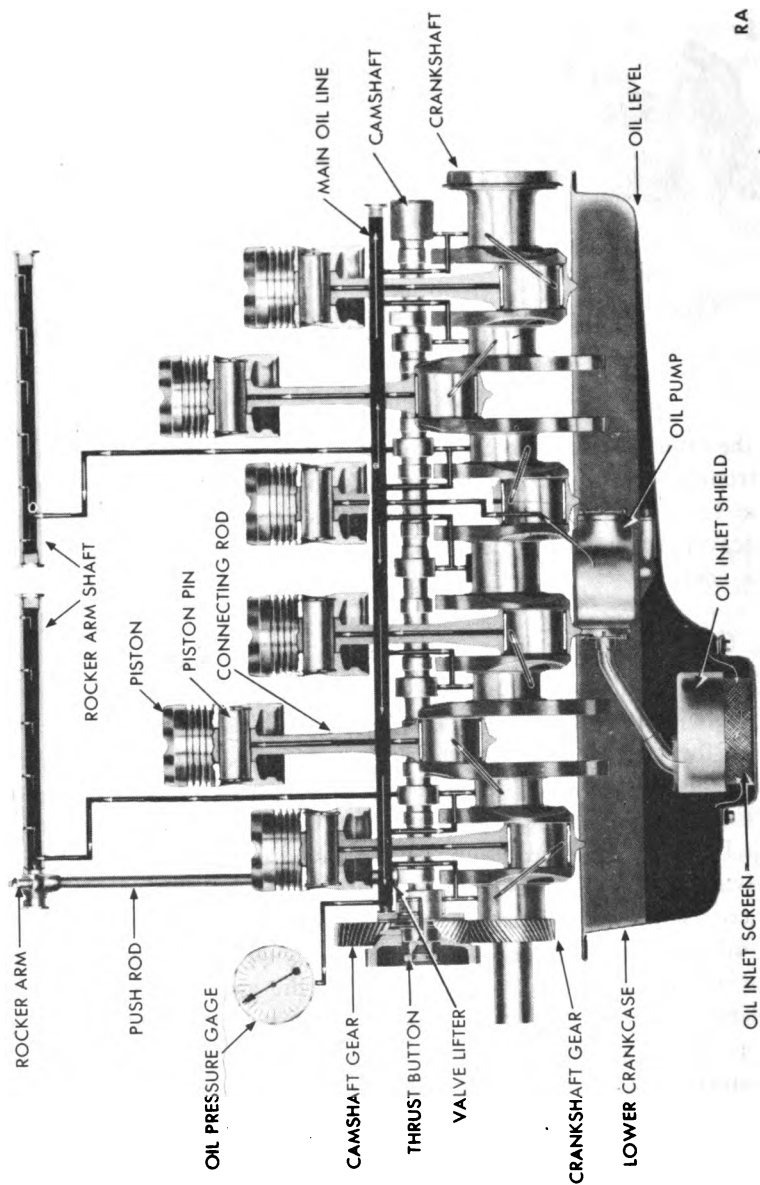 ROCKER ARM
PUSH ROD
OIL PRESSURE GAGE
CAMSHAFT GEAR
THRUST BUTTON
VALVE LIFTER
CRANKSHAFT GEAR
LOWER CRANKCASE
OIL INLET SCREEN
ROCKER ARM SHAFT
PISTON
PISTON PIN
CONNECTING ROD
OIL INLET SHIELD
OIL PUMP
MAIN OIL LINE
CAMSHAFT
CRANKSHAFT
OIL LEVEL
RA